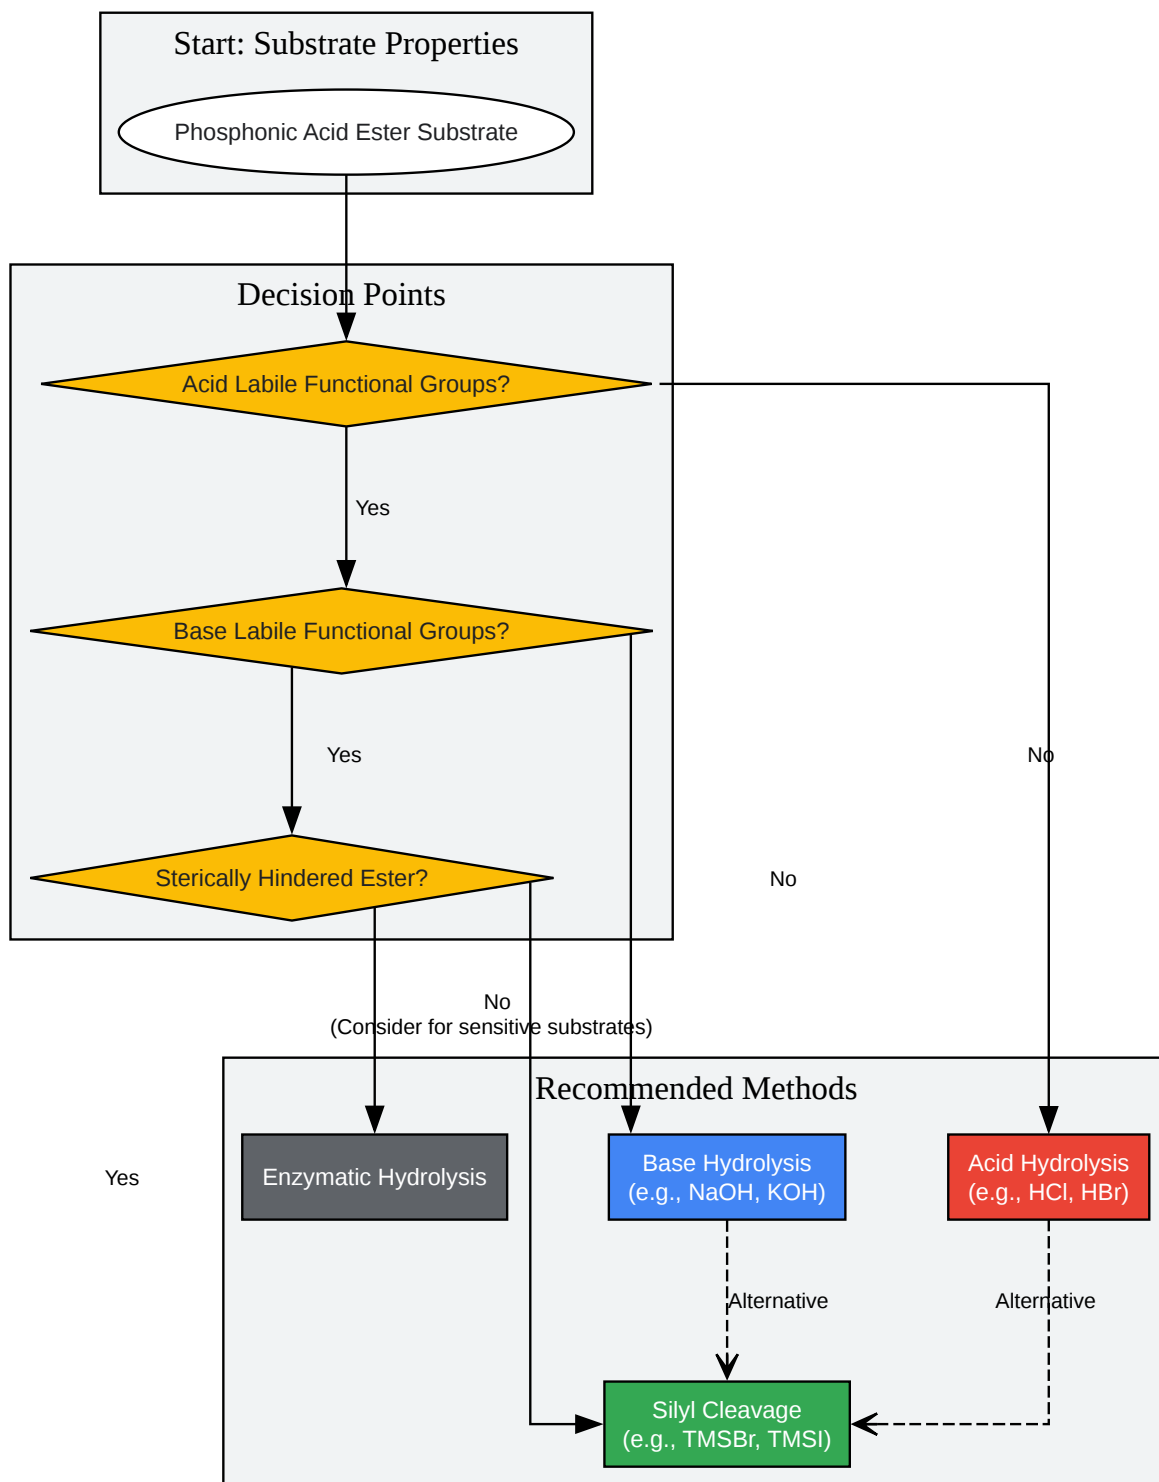 Start: Substrate Properties
Phosphonic Acid Ester Substrate
Decision Points
Acid Labile Functional Groups?
Yes
Base Labile Functional Groups?
Yes
No
Sterically Hindered Ester?
No
No
(Consider for sensitive substrates)
Recommended Methods
Yes
Enzymatic Hydrolysis
Base Hydrolysis
(e.g., NaOH, KOH)
Acid Hydrolysis
(e.g., HCl, HBr)
Alternative
Alternative
Silyl Cleavage
(e.g., TMSBr, TMSI)